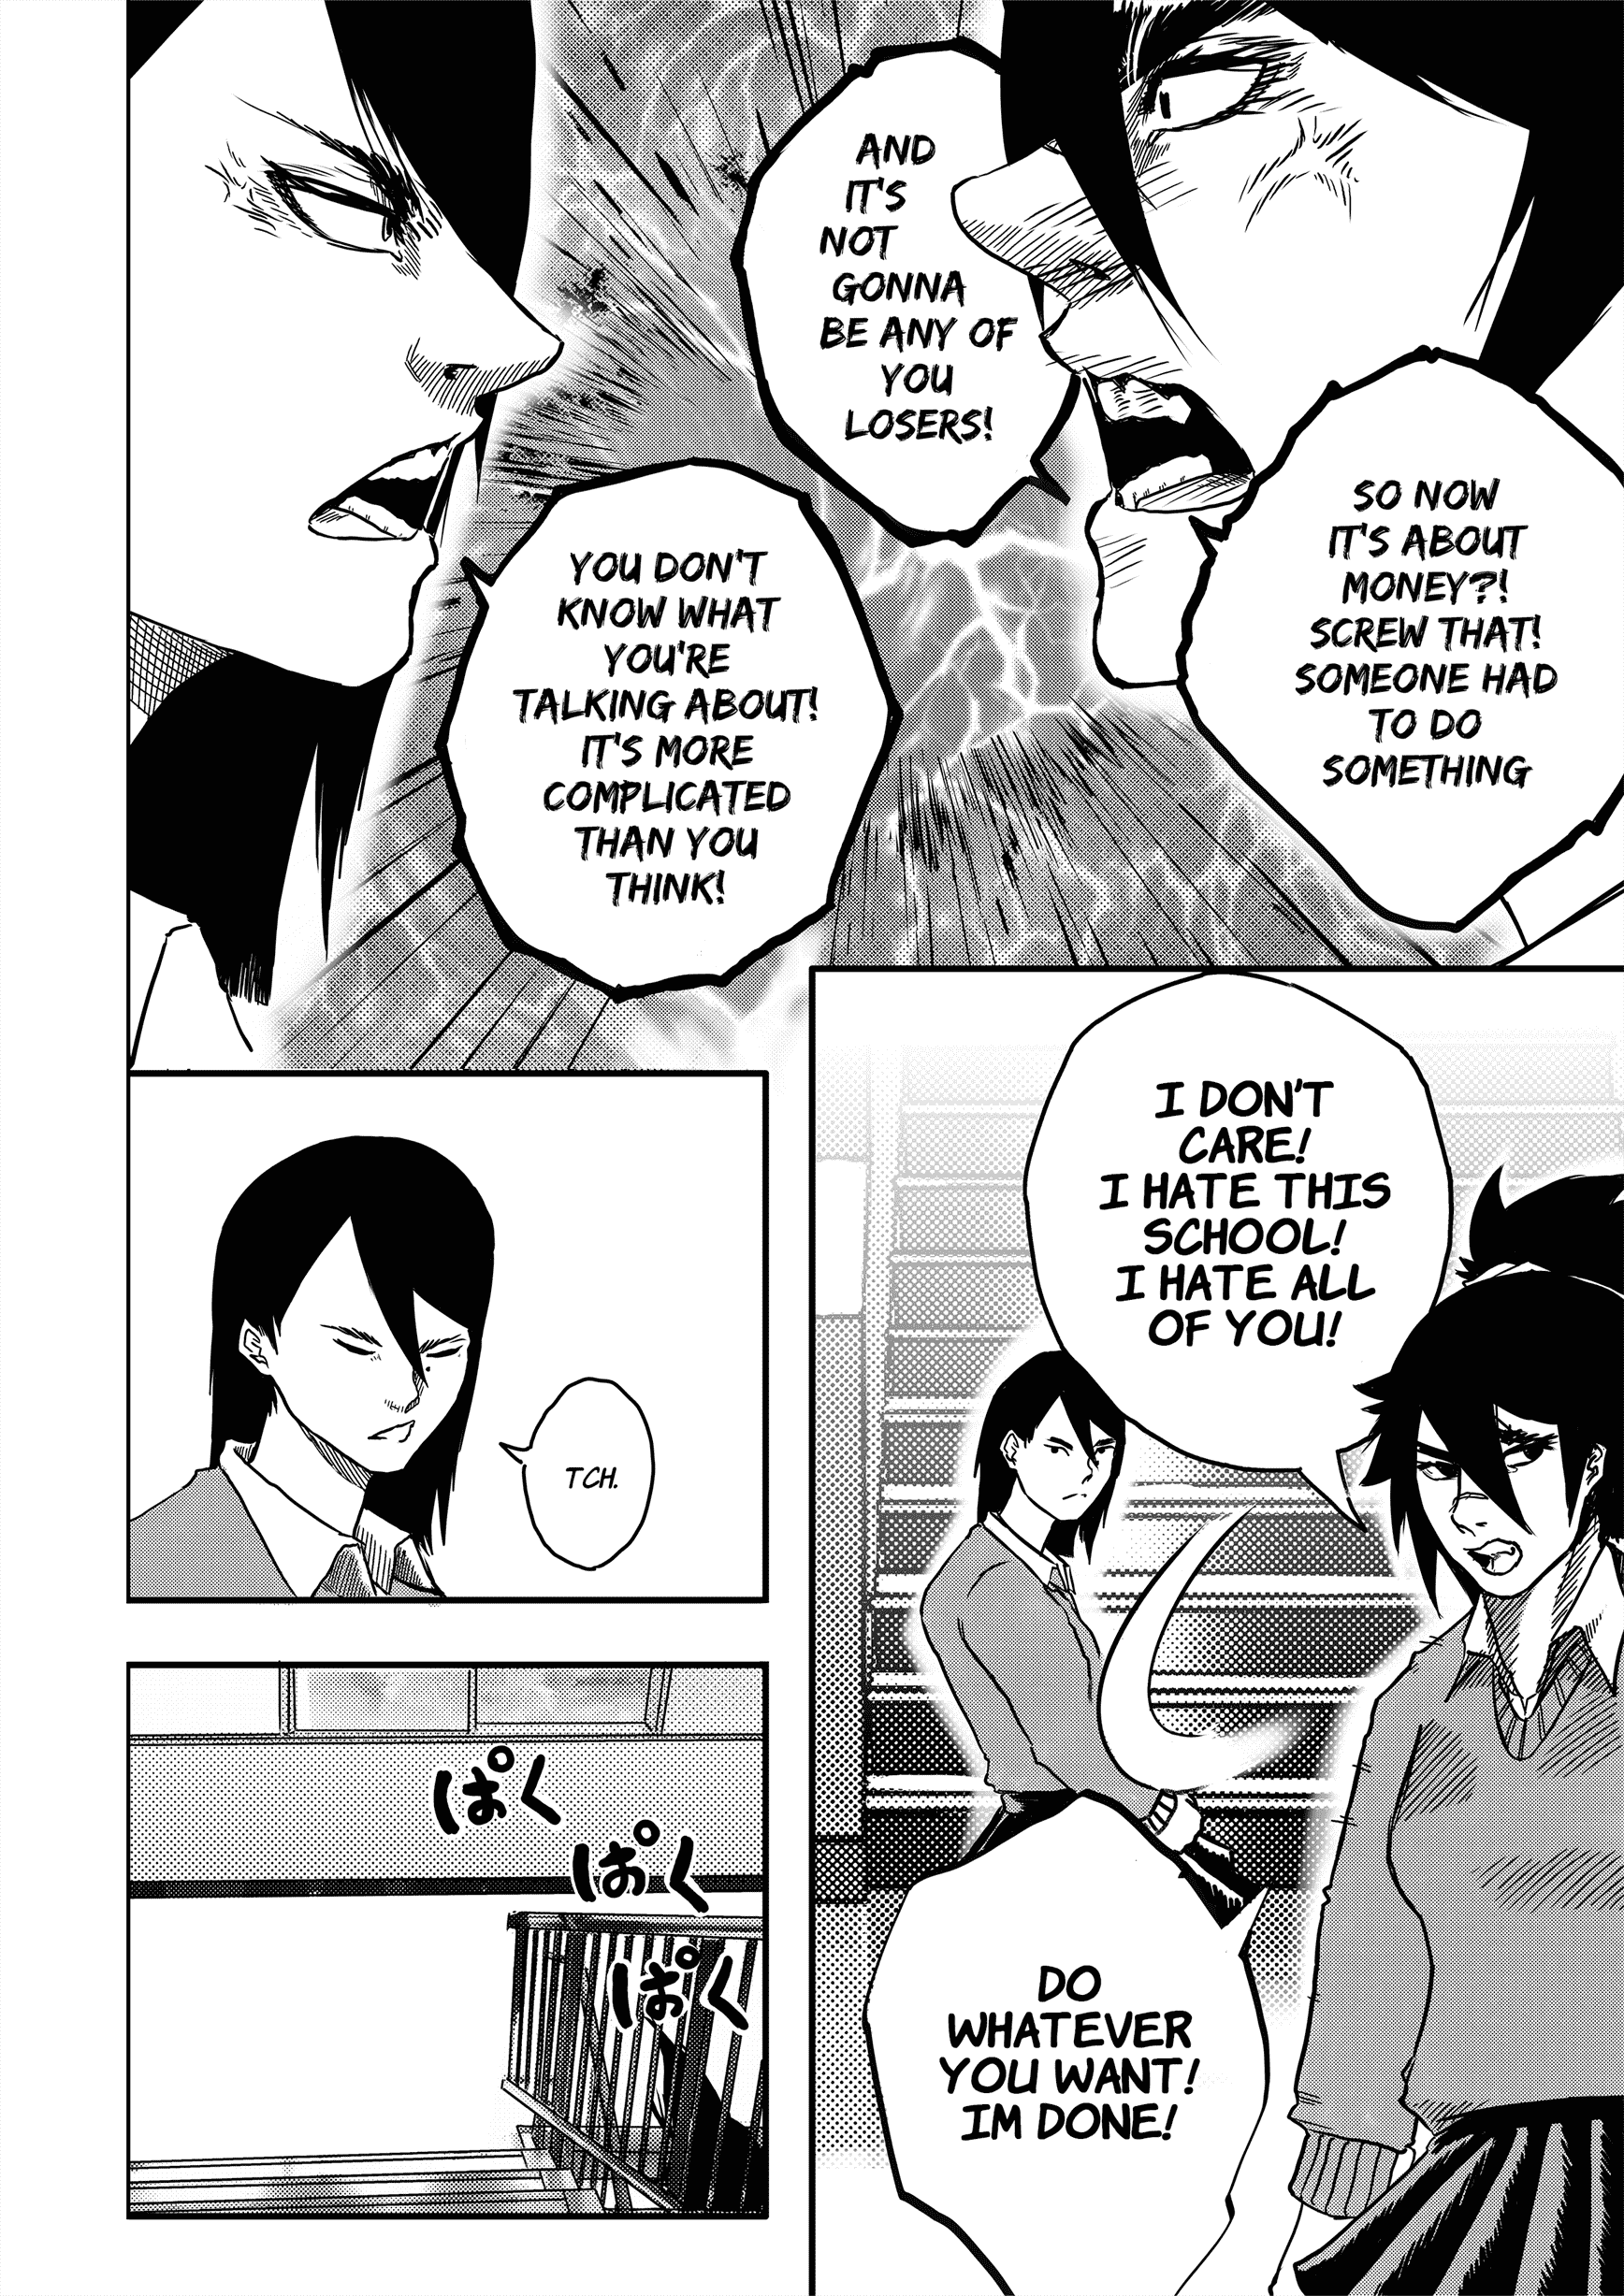 SO NOW
IT'S ABOUT
MONEY?!
SCREW THAT!
SOMEONE HAD
TO DO
SOMETHING
AND
IT'S
NOT
GONNA
BE ANY OF
YOU
LOSERS!
YOU DON'T
KNOW WHAT
YOU'RE
TALKING ABOUT!
IT'S MORE
COMPLICATED
THAN YOU
THINK!
I DON'T
CARE!
I HATE THIS
SCHOOL!
I HATE ALL
OF YOU!
DO
WHATEVER
YOU WANT!
IM DONE!
TCH.
ぱく
ぱく
ぱく